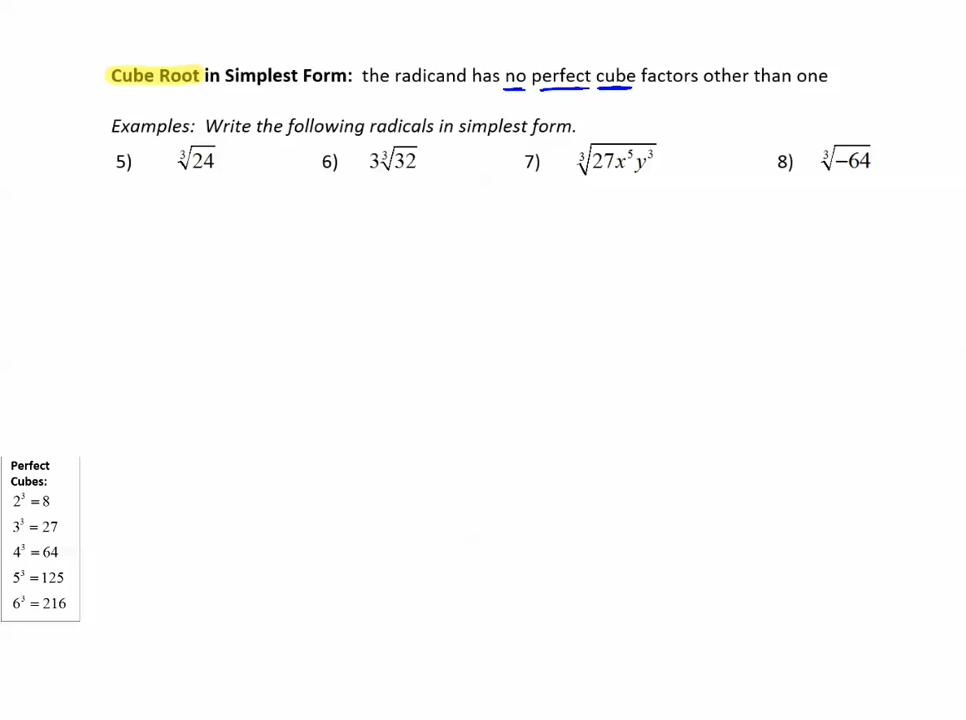 Cube Root in Simplest Form: the radicand has no perfect cube factors other than one
Examples: Write the following radicals in simplest form.
5) ∛24 6) 3∛32 7) ∛27x⁵y³ 8) ∛−64
Perfect
Cubes:
2³ = 8
3³ = 27
4³ = 64
5³ = 125
6³ = 216